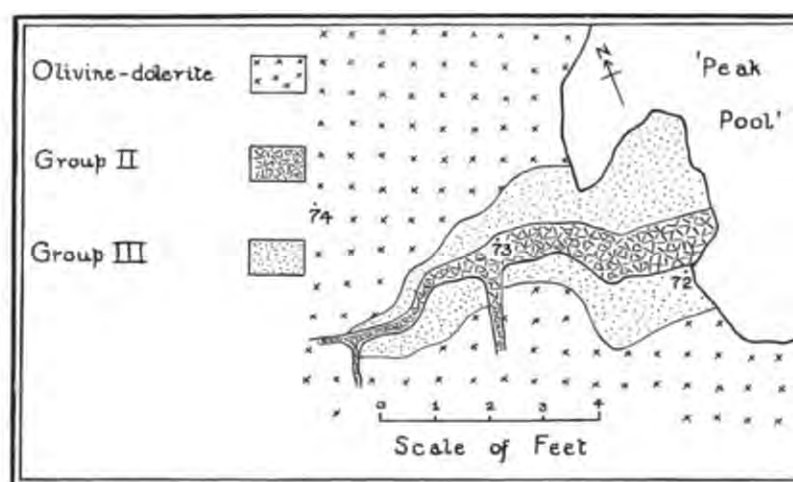 Olivine-dolerite
Group II
Group III
N
'Peak
Pool'
74
73
72
0 1 2 3 4
Scale of Feet